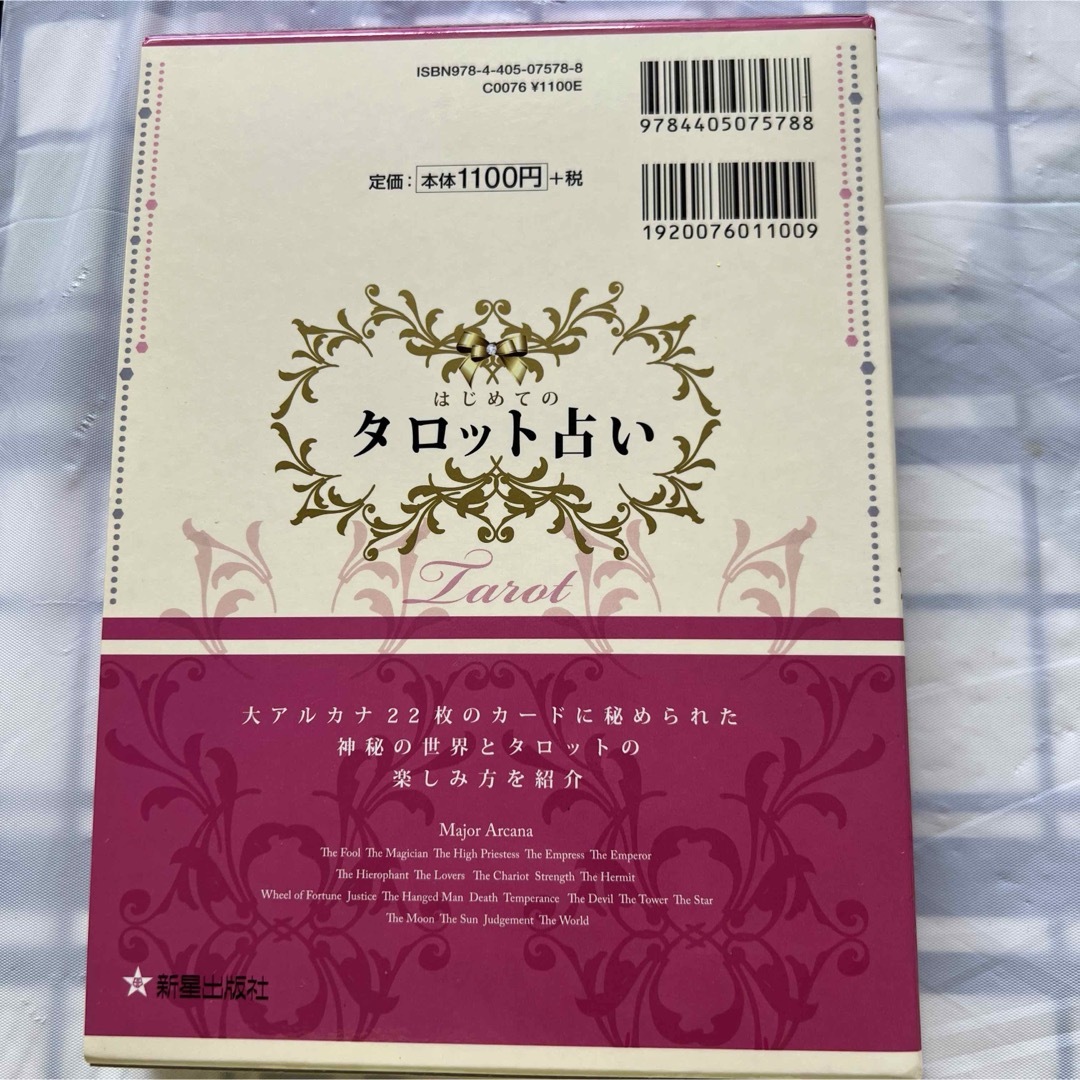 ISBN978-4-405-07578-8
C0076 ¥1100E
9784405075788
定価：本体1100円+税
1920076011009
はじめての
タロット占い
Tarot
大アルカナ22枚のカードに秘められた
神秘の世界とタロットの
楽しみ方を紹介
Major Arcana
The Fool The Magician The High Priestess The Empress The Emperor
The Hierophant The Lovers The Chariot Strength The Hermit
Wheel of Fortune Justice The Hanged Man Death Temperance The Devil The Tower The Star
The Moon The Sun Judgement The World
新星出版社